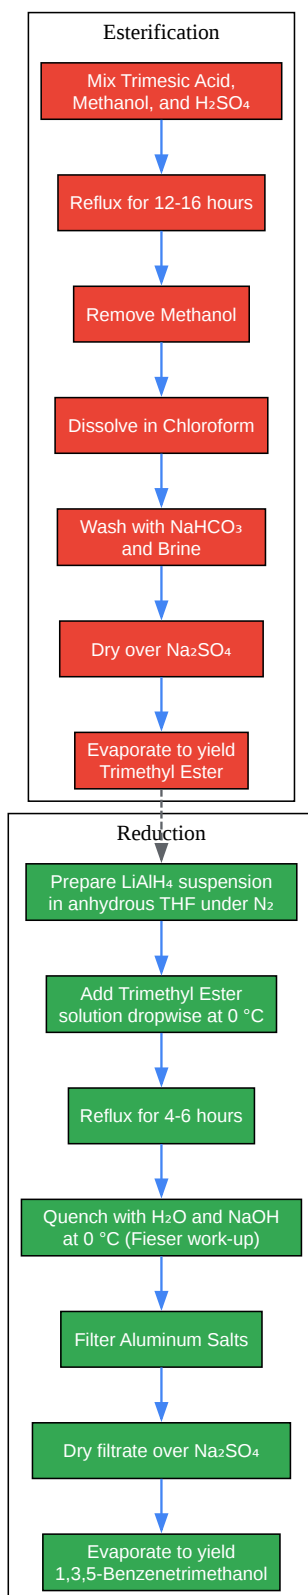 Esterification
Mix Trimesic Acid,
Methanol, and H₂SO₄
Reflux for 12-16 hours
Remove Methanol
Dissolve in Chloroform
Wash with NaHCO₃
and Brine
Dry over Na₂SO₄
Evaporate to yield
Trimethyl Ester
Reduction
Prepare LiAlH₄ suspension
in anhydrous THF under N₂
Add Trimethyl Ester
solution dropwise at 0 °C
Reflux for 4-6 hours
Quench with H₂O and NaOH
at 0 °C (Fieser work-up)
Filter Aluminum Salts
Dry filtrate over Na₂SO₄
Evaporate to yield
1,3,5-Benzenetrimethanol